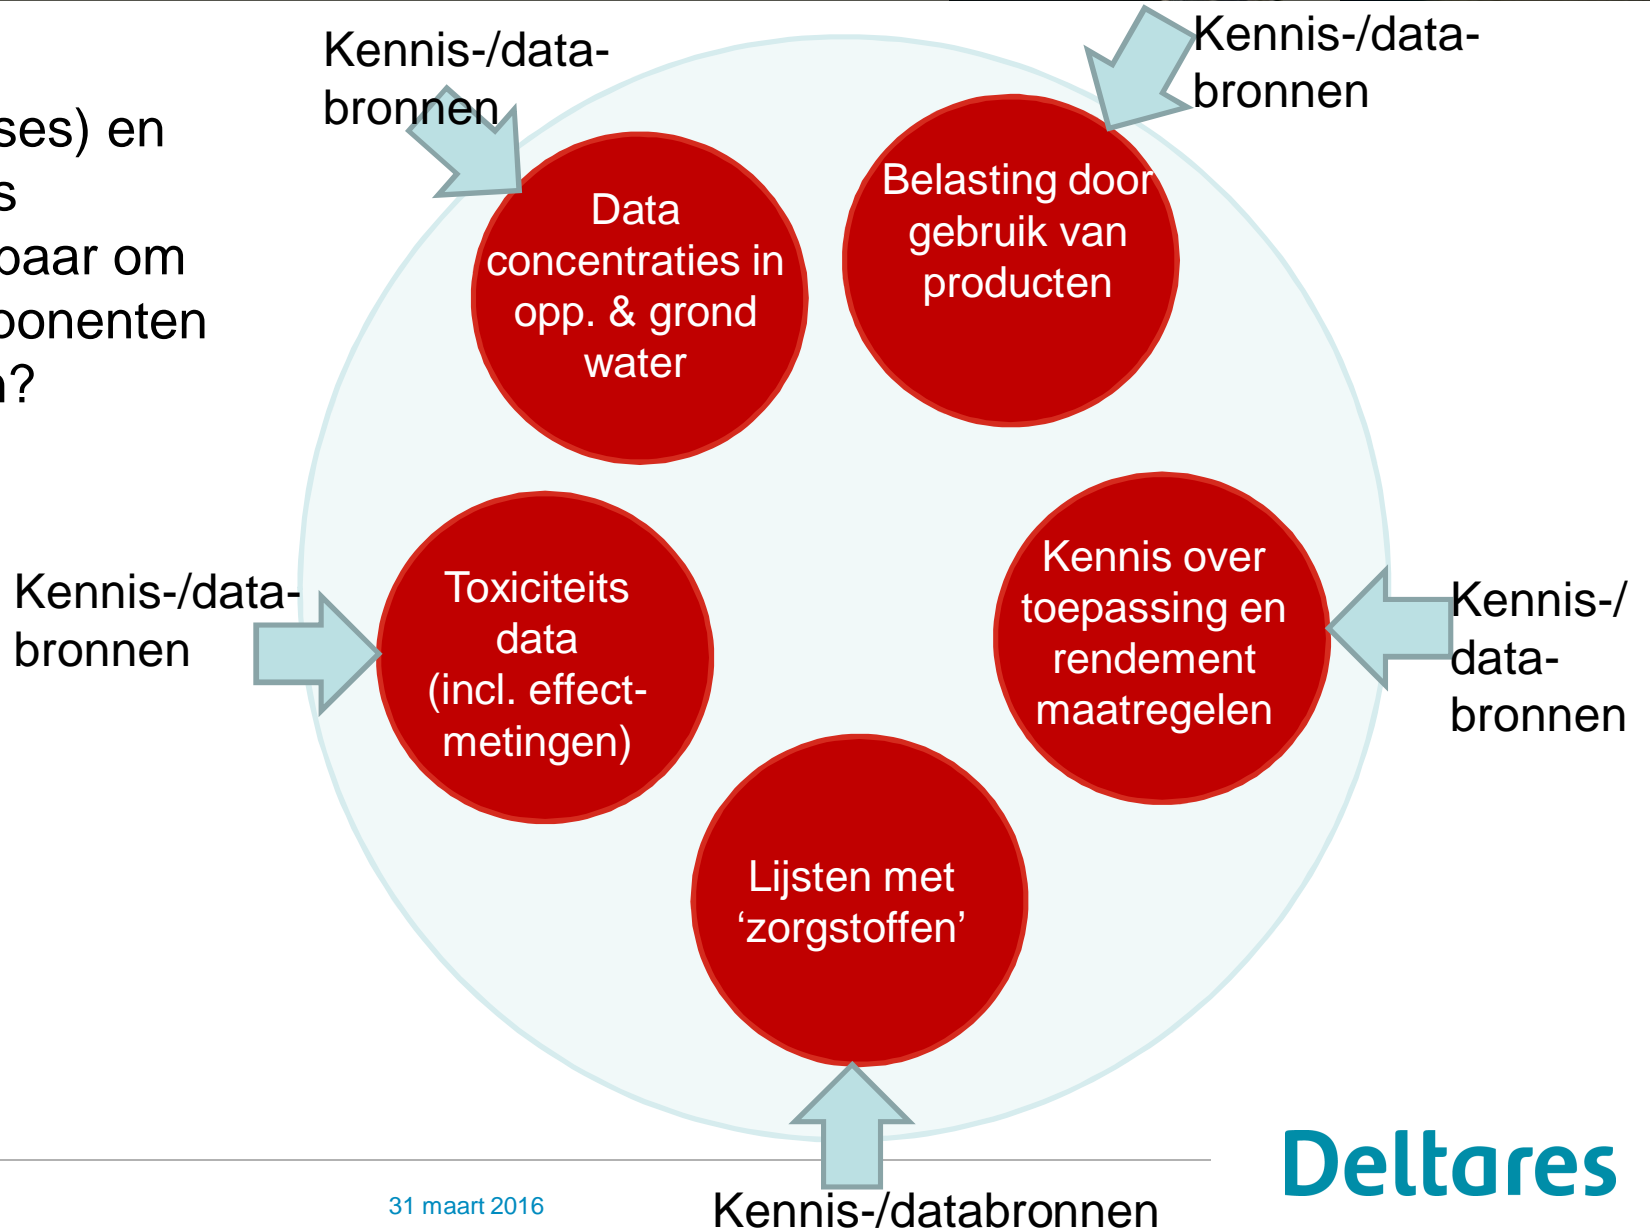 Kennis-/data-
bronnen
Kennis-/data-
bronnen
ses) en
s
baar om
ponenten
n?
Data
concentraties in
opp. & grond
water
Belasting door
gebruik van
producten
Kennis-/data-
bronnen
Toxiciteits
data
(incl. effect-
metingen)
Kennis over
toepassing en
rendement
maatregelen
Kennis-/
data-
bronnen
Lijsten met
‘zorgstoffen’
Deltares
31 maart 2016
Kennis-/databronnen